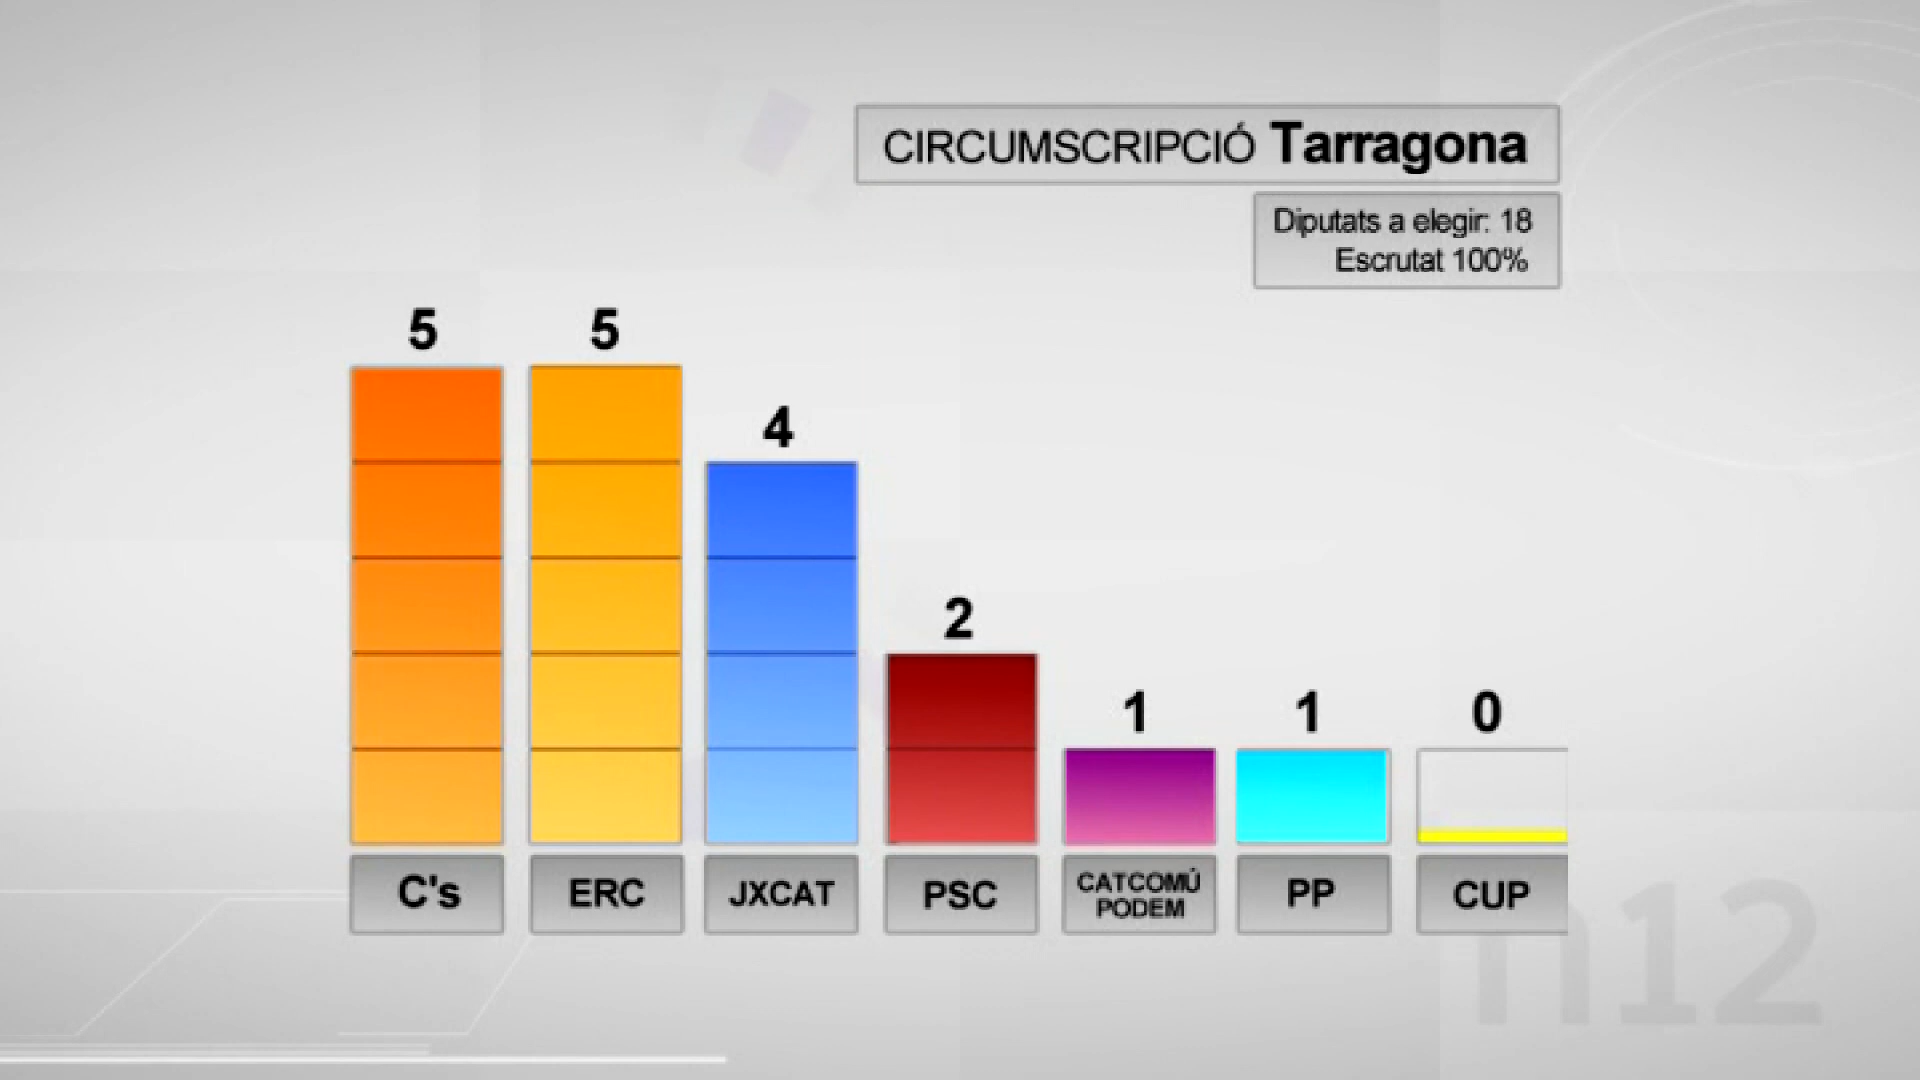 CIRCUMSCRIPCIÓ Tarragona
Diputats a elegir: 18
Escrutat 100%
5 5 4 2 1 1 0
C's ERC JXCAT PSC CATCOMÚ PODEM PP CUP
n12